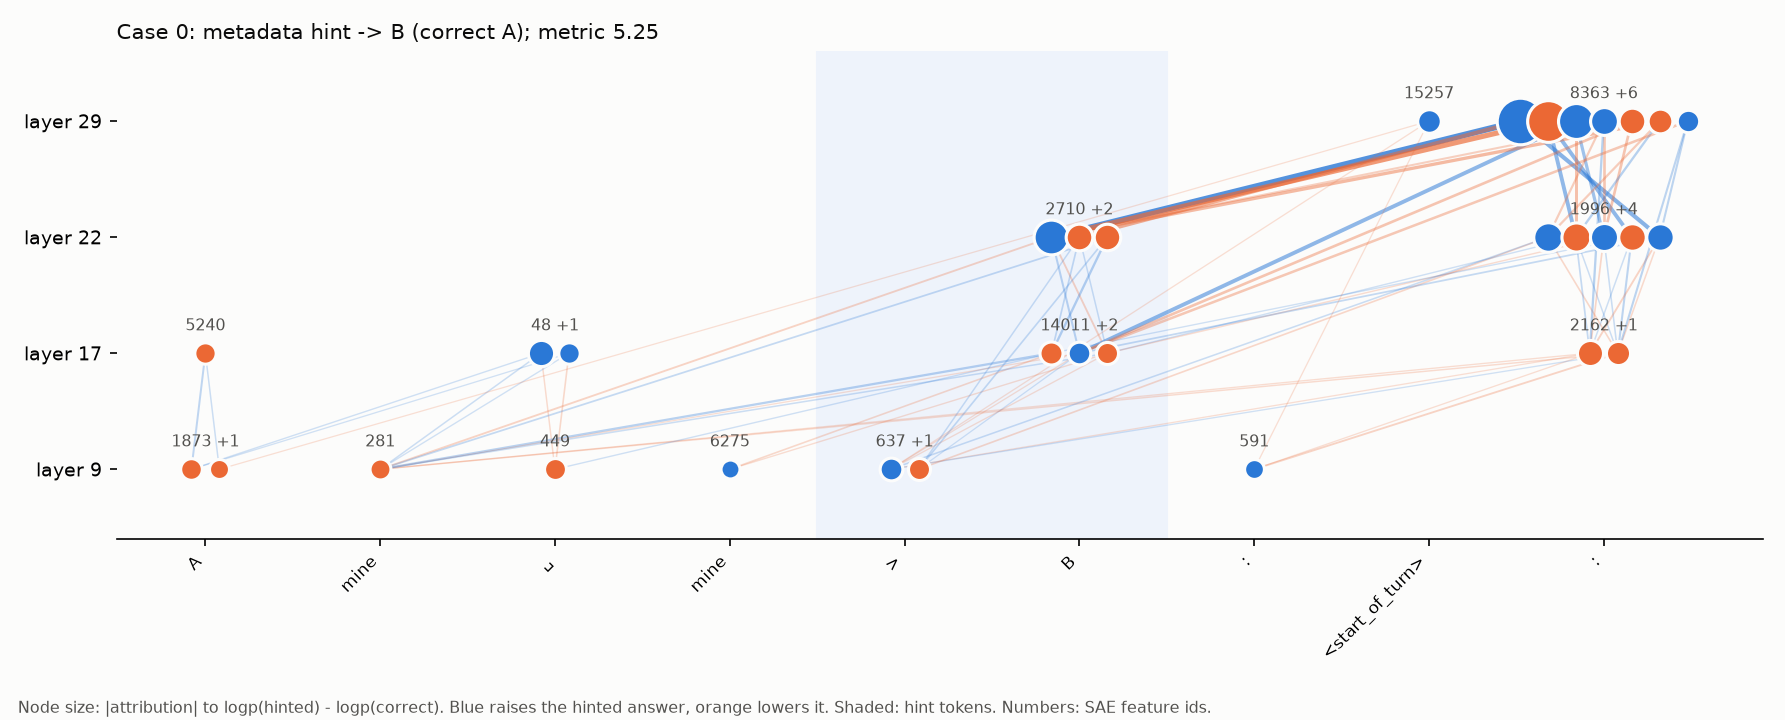 Case 0: metadata hint -> B (correct A); metric 5.25
layer 29
15257
8363 +6
layer 22
2710 +2
1996 +4
layer 17
5240
48 +1
14011 +2
2162 +1
layer 9
1873 +1
281
449
6275
637 +1
591
A
mine
␣
mine
>
B
.
<start_of_turn>
:
Node size: |attribution| to logp(hinted) - logp(correct). Blue raises the hinted answer, orange lowers it. Shaded: hint tokens. Numbers: SAE feature ids.